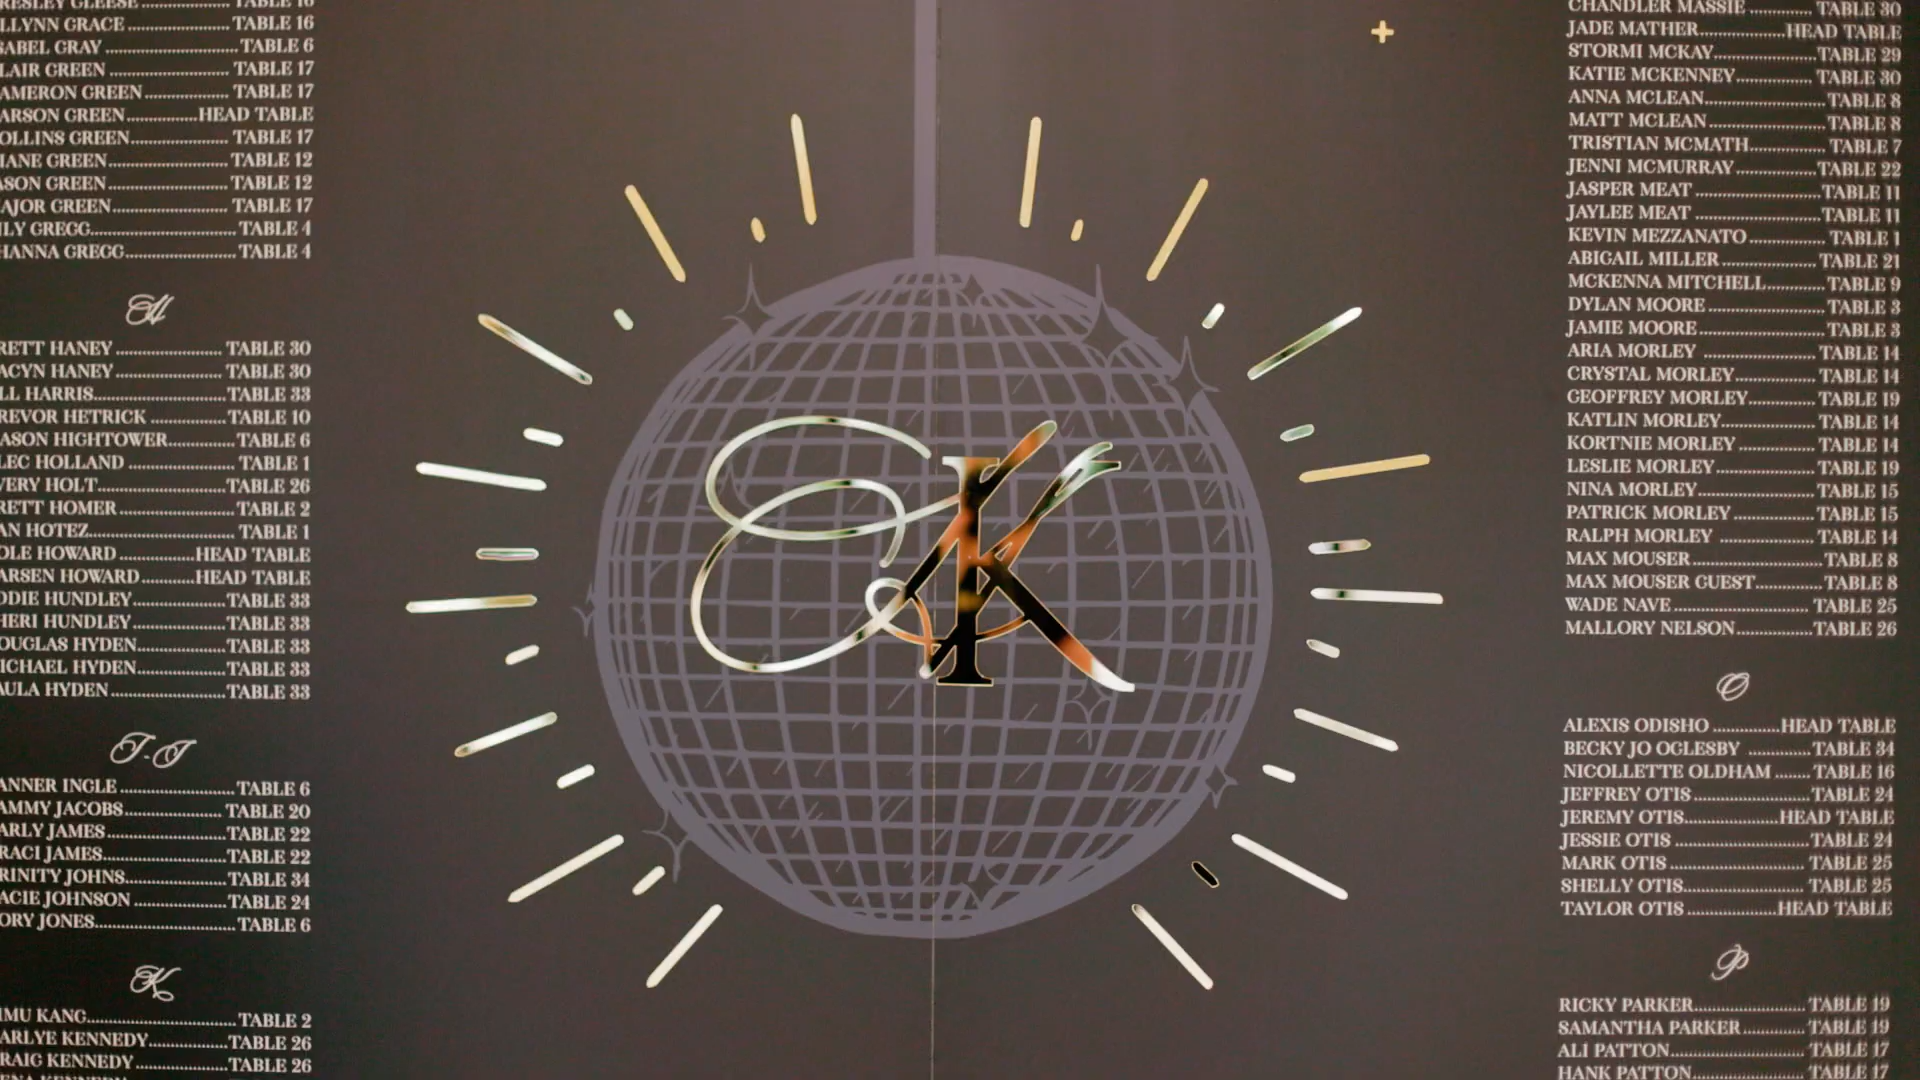 RESLEY GLEESE ........ TABLE 16
LLYNN GRACE ........ TABLE 16
SABEL GRAY ........ TABLE 6
LAIR GREEN ........ TABLE 17
AMERON GREEN ........ TABLE 17
ARSON GREEN ........ HEAD TABLE
OLLINS GREEN ........ TABLE 17
IANE GREEN ........ TABLE 12
ASON GREEN ........ TABLE 12
AJOR GREEN ........ TABLE 17
ILY GREGG ........ TABLE 4
HANNA GREGG ........ TABLE 4
H
RETT HANEY ........ TABLE 30
ACYN HANEY ........ TABLE 30
LL HARRIS ........ TABLE 33
REVOR HETRICK ........ TABLE 10
ASON HIGHTOWER ........ TABLE 6
LEC HOLLAND ........ TABLE 1
VERY HOLT ........ TABLE 26
RETT HOMER ........ TABLE 2
AN HOTEZ ........ TABLE 1
OLE HOWARD ........ HEAD TABLE
ARSEN HOWARD ........ HEAD TABLE
DDIE HUNDLEY ........ TABLE 33
HERI HUNDLEY ........ TABLE 33
OUGLAS HYDEN ........ TABLE 33
ICHAEL HYDEN ........ TABLE 33
AULA HYDEN ........ TABLE 33
I-J
ANNER INGLE ........ TABLE 6
AMMY JACOBS ........ TABLE 20
ARLY JAMES ........ TABLE 22
RACI JAMES ........ TABLE 22
RINITY JOHNS ........ TABLE 34
ACIE JOHNSON ........ TABLE 24
ORY JONES ........ TABLE 6
K
IMU KANG ........ TABLE 2
ARLYE KENNEDY ........ TABLE 26
RAIG KENNEDY ........ TABLE 26
K
CHANDLER MASSIE ........ TABLE 30
JADE MATHER ........ HEAD TABLE
STORMI MCKAY ........ TABLE 29
KATIE MCKENNEY ........ TABLE 30
ANNA MCLEAN ........ TABLE 8
MATT MCLEAN ........ TABLE 8
TRISTIAN MCMATH ........ TABLE 7
JENNI MCMURRAY ........ TABLE 22
JASPER MEAT ........ TABLE 11
JAYLEE MEAT ........ TABLE 11
KEVIN MEZZANATO ........ TABLE 1
ABIGAIL MILLER ........ TABLE 21
MCKENNA MITCHELL ........ TABLE 9
DYLAN MOORE ........ TABLE 3
JAMIE MOORE ........ TABLE 3
ARIA MORLEY ........ TABLE 14
CRYSTAL MORLEY ........ TABLE 14
GEOFFREY MORLEY ........ TABLE 19
KATLIN MORLEY ........ TABLE 14
KORTNIE MORLEY ........ TABLE 14
LESLIE MORLEY ........ TABLE 19
NINA MORLEY ........ TABLE 15
PATRICK MORLEY ........ TABLE 15
RALPH MORLEY ........ TABLE 14
MAX MOUSER ........ TABLE 8
MAX MOUSER GUEST ........ TABLE 8
WADE NAVE ........ TABLE 25
MALLORY NELSON ........ TABLE 26
O
ALEXIS ODISHO ........ HEAD TABLE
BECKY JO OGLESBY ........ TABLE 34
NICOLLETTE OLDHAM ........ TABLE 16
JEFFREY OTIS ........ TABLE 24
JEREMY OTIS ........ HEAD TABLE
JESSIE OTIS ........ TABLE 24
MARK OTIS ........ TABLE 25
SHELLY OTIS ........ TABLE 25
TAYLOR OTIS ........ HEAD TABLE
P
RICKY PARKER ........ TABLE 19
SAMANTHA PARKER ........ TABLE 19
ALI PATTON ........ TABLE 17
HANK PATTON ........ TABLE 17